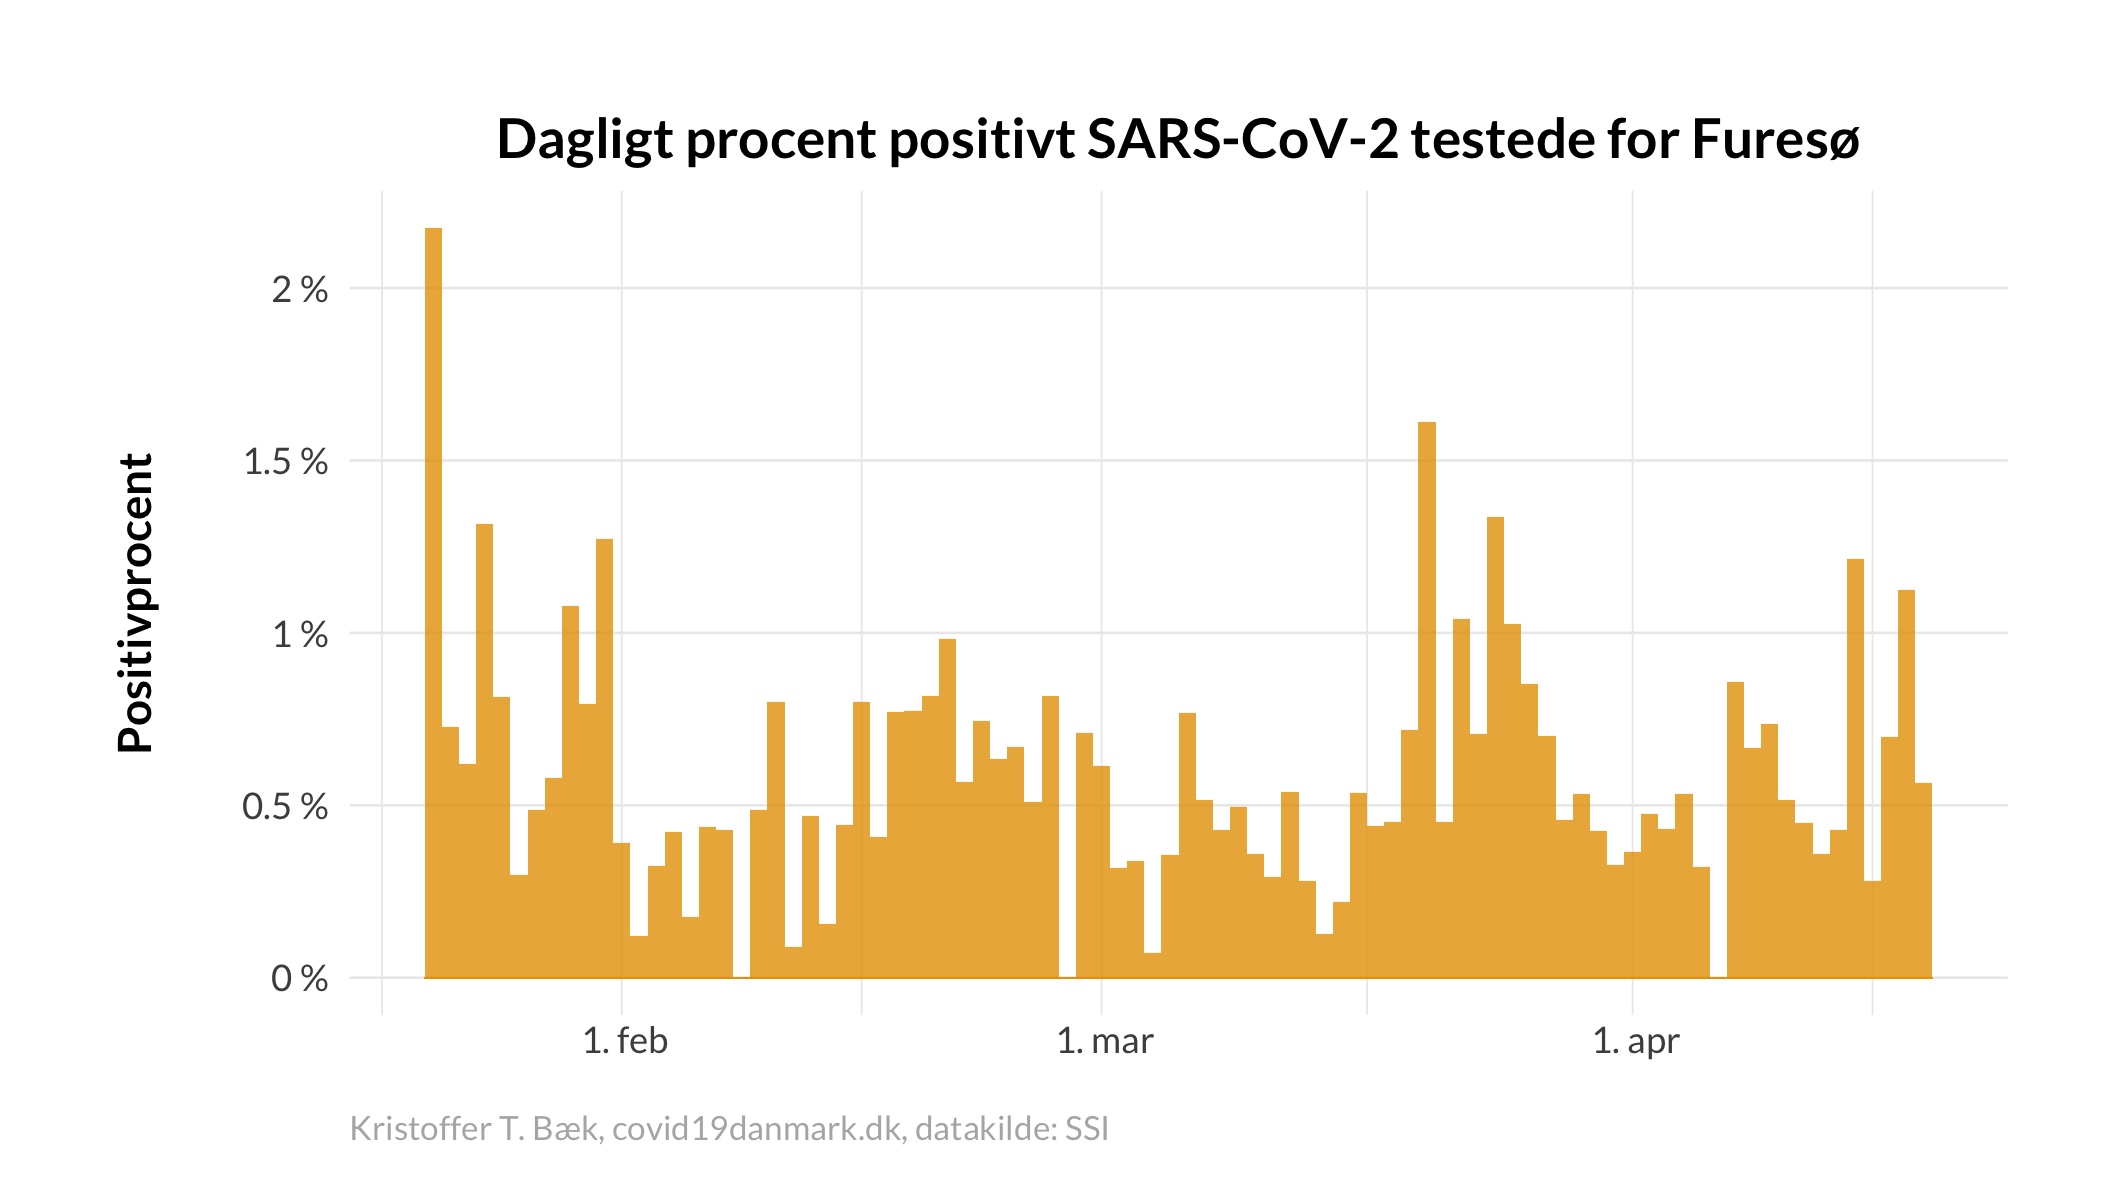 Dagligt procent positivt SARS-CoV-2 testede for Furesø
Positivprocent
2 %
1.5 %
1 %
0.5 %
0 %
1. feb
1. mar
1. apr
Kristoffer T. Bæk, covid19danmark.dk, datakilde: SSI